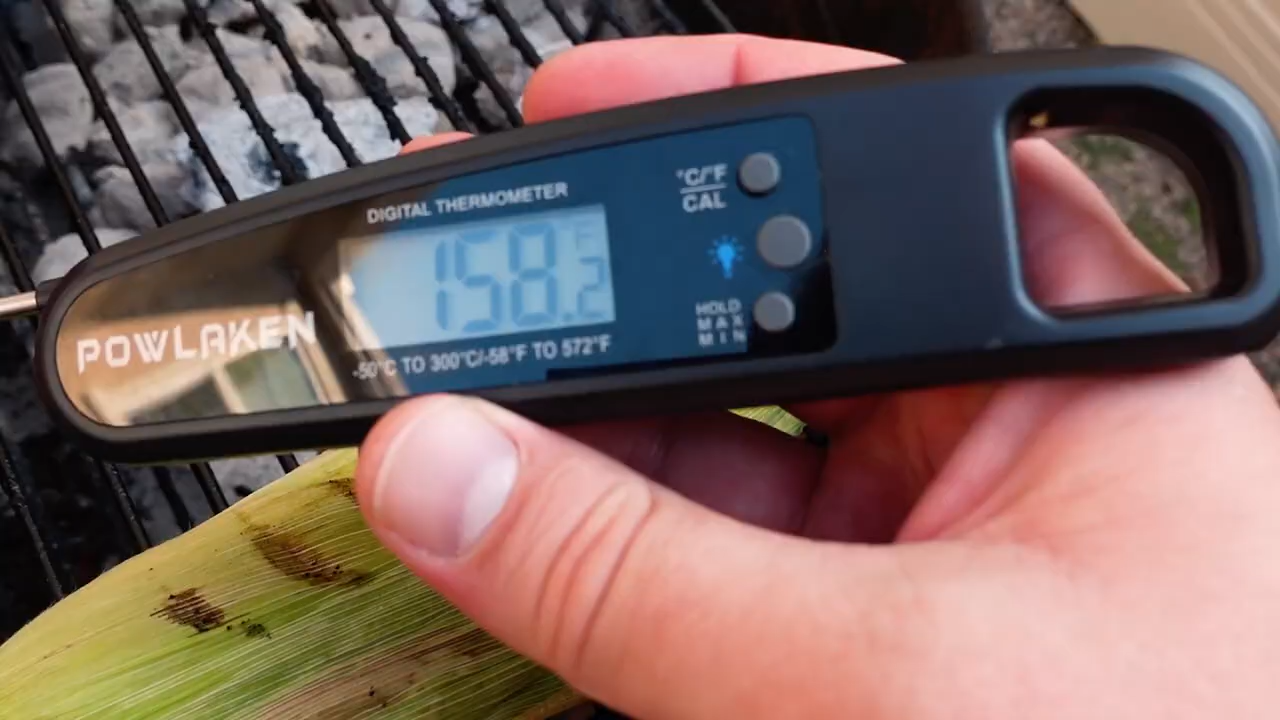 DIGITAL THERMOMETER
°C/°F
CAL
158.2 °F
POWLAKEN
-50°C TO 300°C/-58°F TO 572°F
HOLD
MAX
MIN